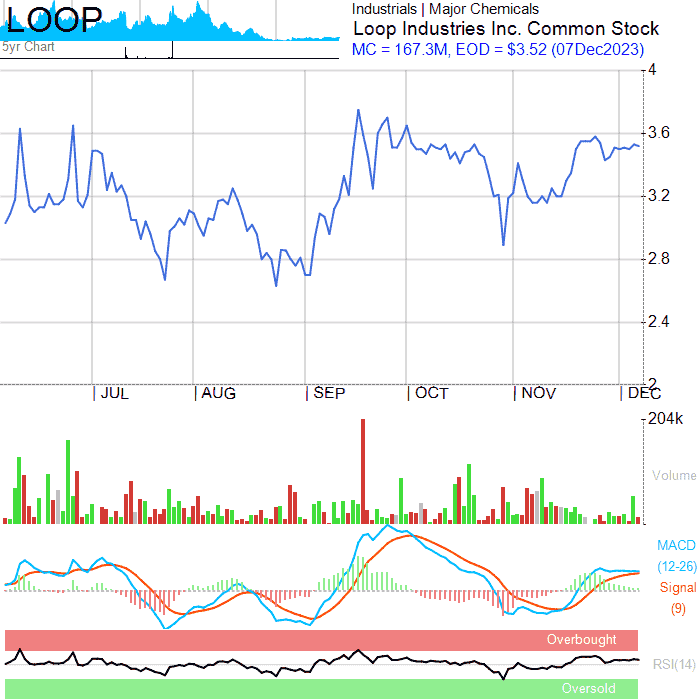 LOOP
5yr Chart
Industrials | Major Chemicals
Loop Industries Inc. Common Stock
MC = 167.3M, EOD = $3.52 (07Dec2023)
4
3.6
3.2
2.8
2.4
2
JUL AUG SEP OCT NOV DEC
204k
Volume
MACD
(12-26)
Signal
(9)
Overbought
RSI(14)
Oversold